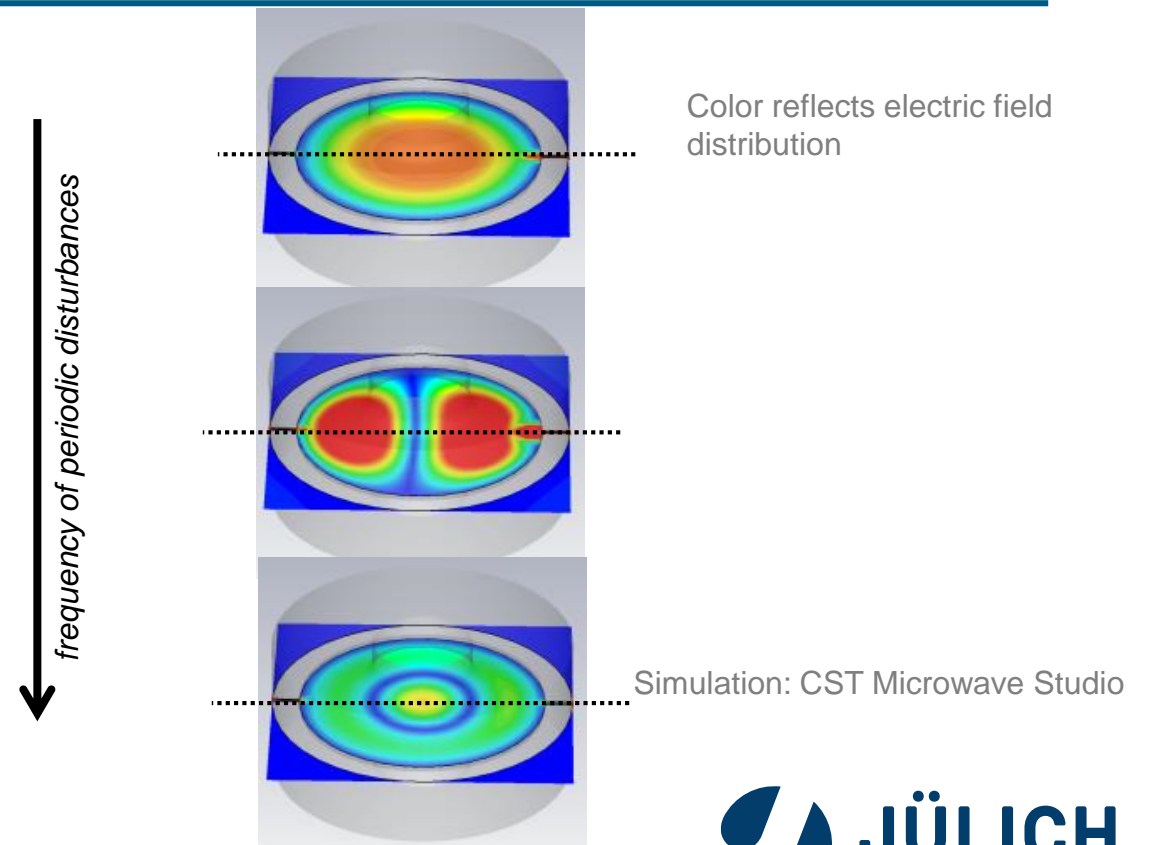 Color reflects electric field
distribution
frequency of periodic disturbances
Simulation: CST Microwave Studio
JÜLICH